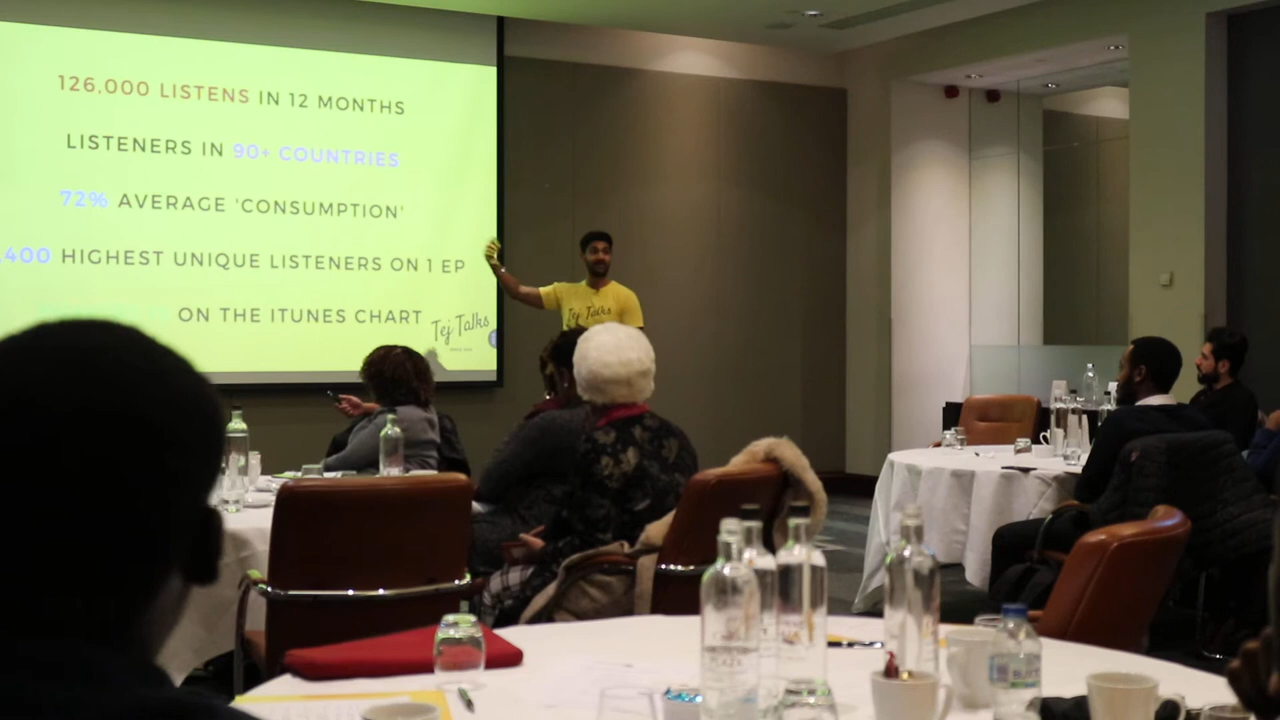 126,000 LISTENS IN 12 MONTHS
LISTENERS IN 90+ COUNTRIES
72% AVERAGE 'CONSUMPTION'
,400 HIGHEST UNIQUE LISTENERS ON 1 EP
ON THE ITUNES CHART
Tej Talks
Tej Talks
PLAZA